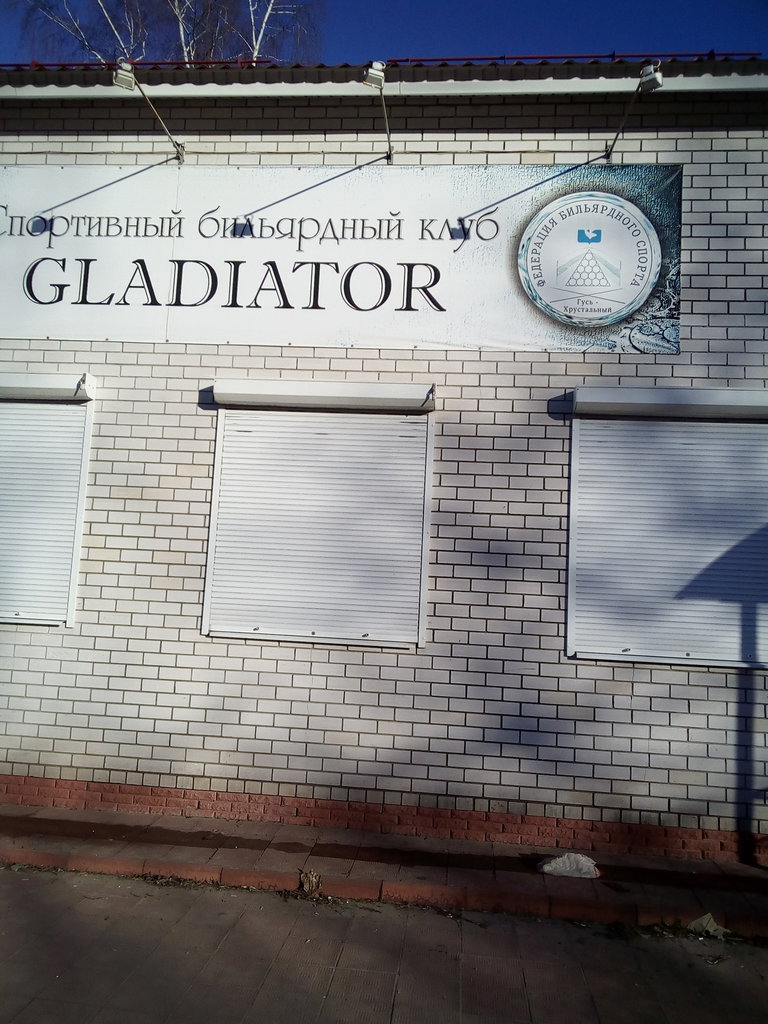 Спортивный бильярдный клуб
GLADIATOR
ФЕДЕРАЦИЯ БИЛЬЯРДНОГО СПОРТА
Гусь -
Хрустальный